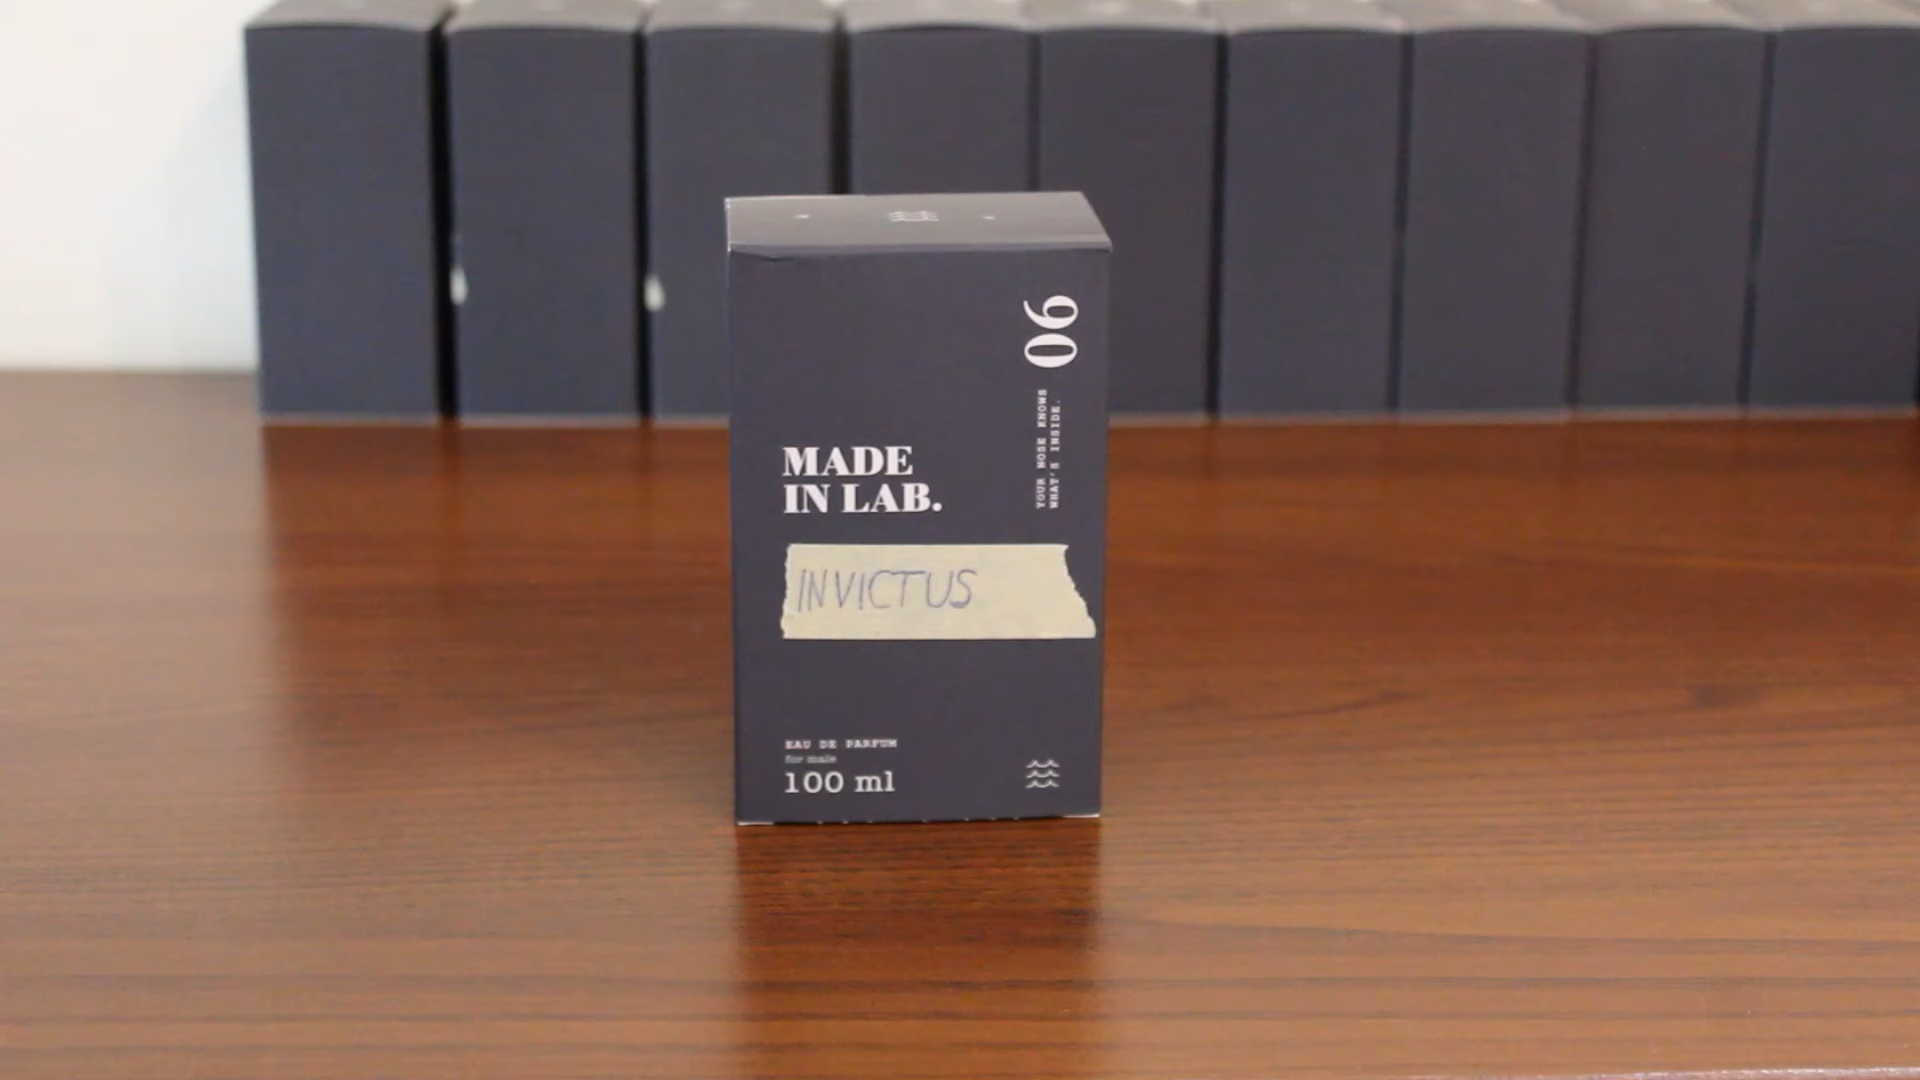 06
YOUR NOSE KNOWS
WHAT'S INSIDE.
MADE
IN LAB.
INVICTUS
EAU DE PARFUM
for male
100 ml